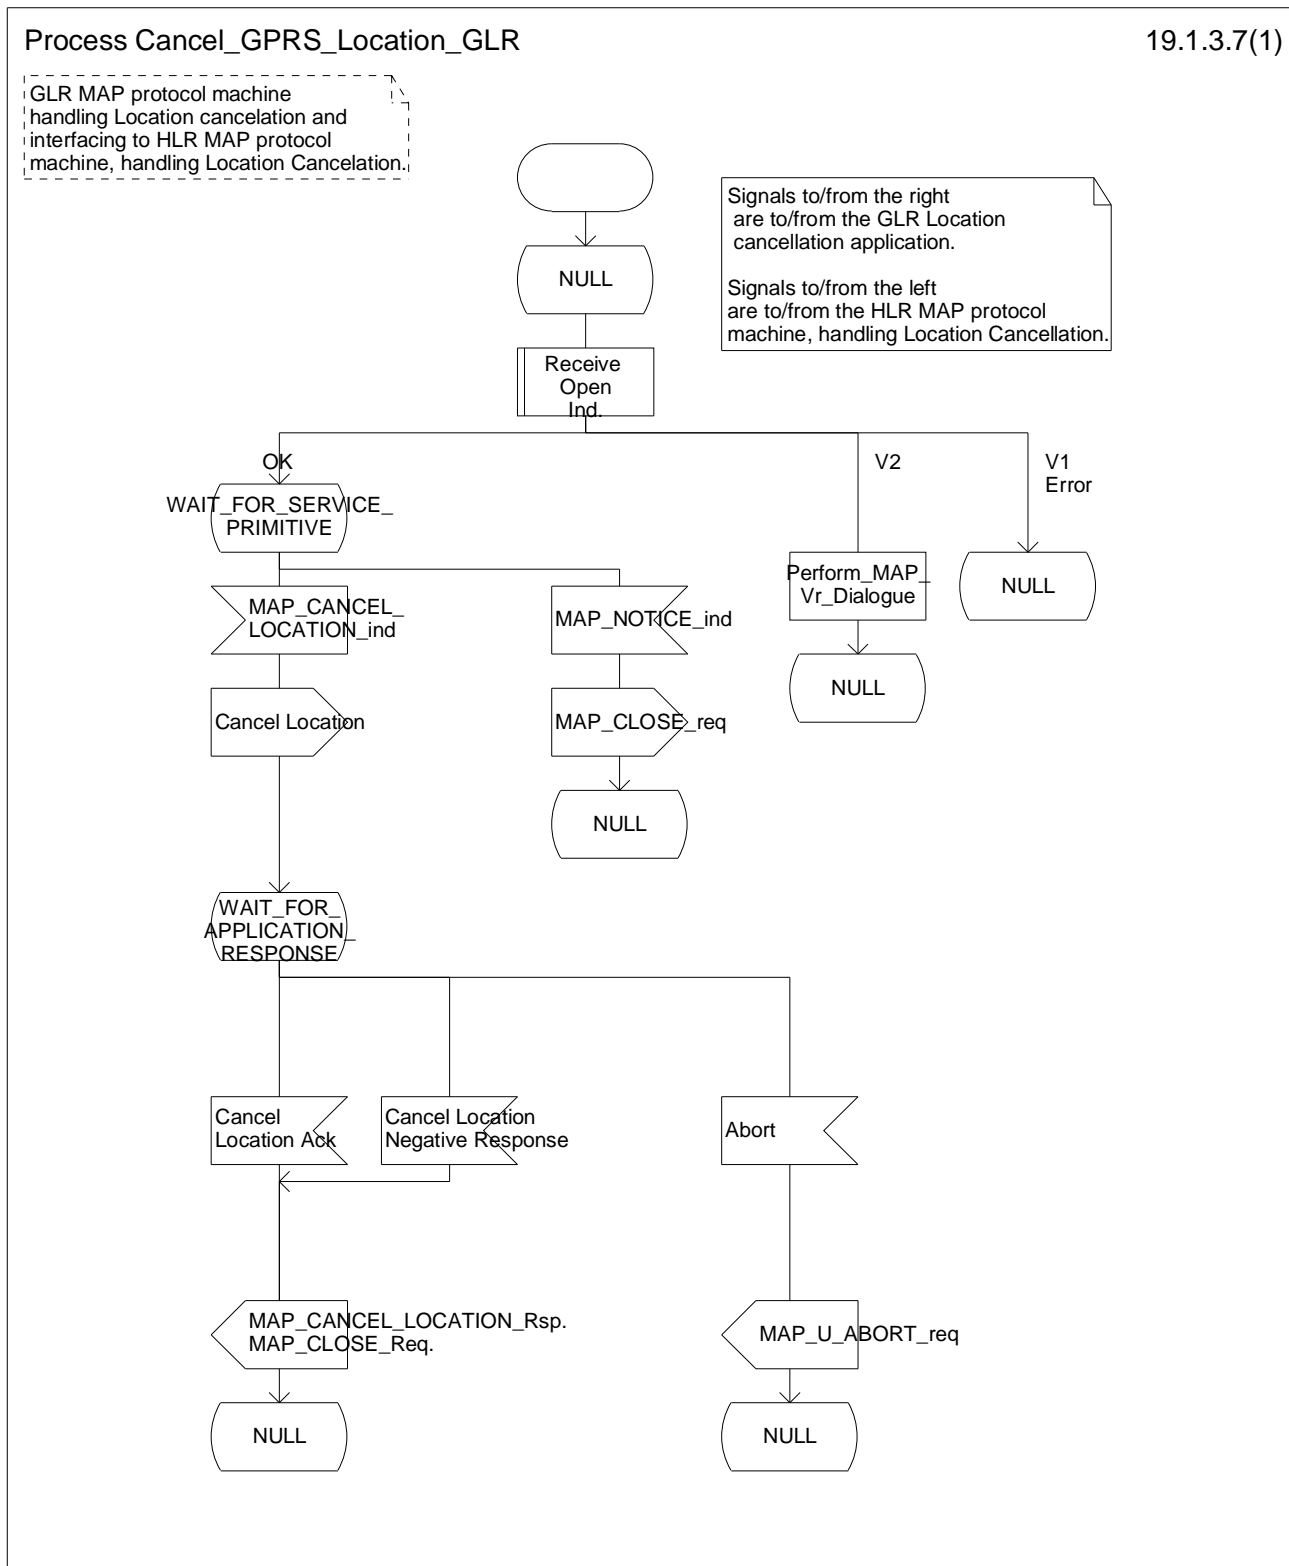 Process Cancel_GPRS_Location_GLR
19.1.3.7(1)
GLR MAP protocol machine
handling Location cancelation and
interfacing to HLR MAP protocol
machine, handling Location Cancelation.
Signals to/from the right
are to/from the GLR Location
cancellation application.
Signals to/from the left
are to/from the HLR MAP protocol
machine, handling Location Cancellation.
NULL
Receive
Open
Ind.
OK
V2
V1
Error
WAIT_FOR_SERVICE_
PRIMITIVE
Perform_MAP_
Vr_Dialogue
NULL
MAP_CANCEL_
LOCATION_ind
MAP_NOTICE_ind
NULL
Cancel Location
MAP_CLOSE_req
NULL
WAIT_FOR_
APPLICATION_
RESPONSE
Cancel
Location Ack
Cancel Location
Negative Response
Abort
MAP_CANCEL_LOCATION_Rsp.
MAP_CLOSE_Req.
MAP_U_ABORT_req
NULL
NULL